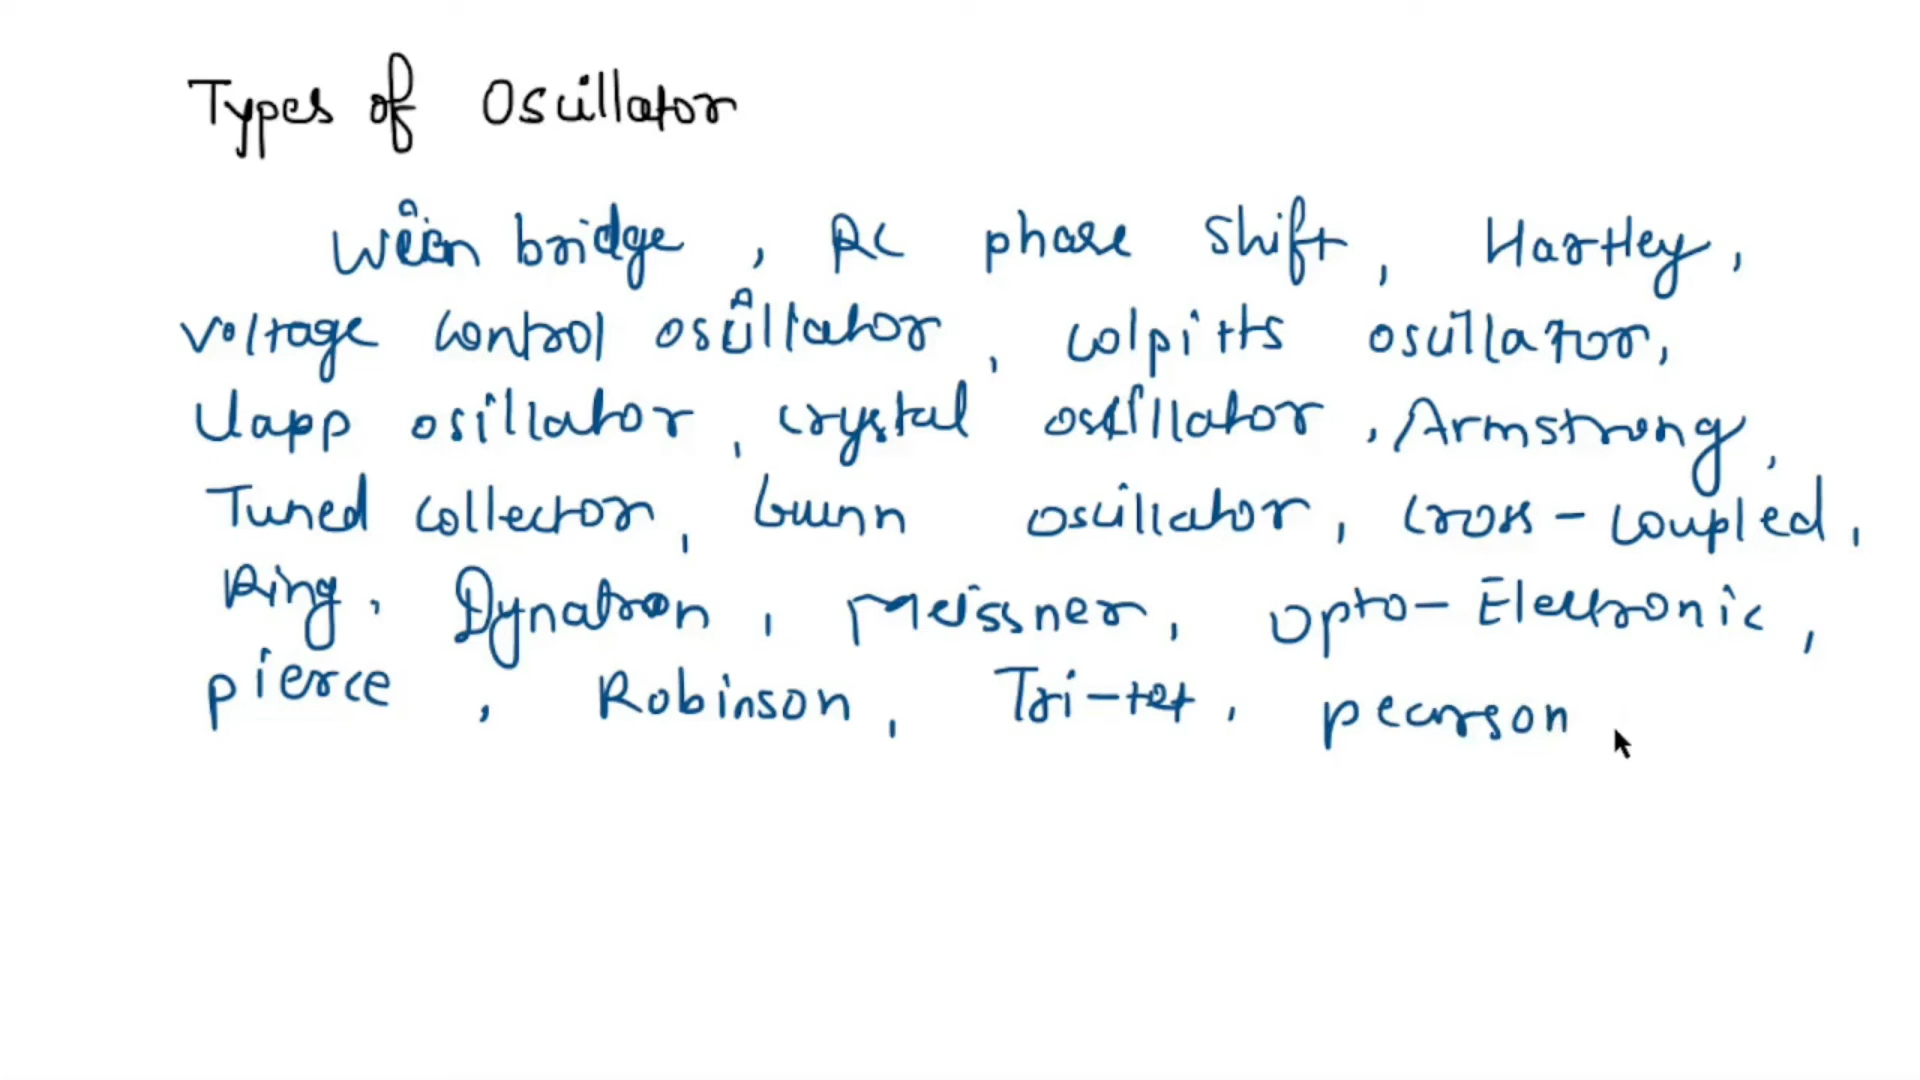 Types of Oscillator
Wein bridge, RC phase shift, Hartley,
voltage control oscillator, colpitts oscillator,
Clapp osillator, crystal oscillator, Armstrong,
Tuned collector, Gunn oscillator, cross-coupled,
Ring, Dynatron, Meissner, opto-Electronic,
pierce, Robinson, Tri-tet, pearson